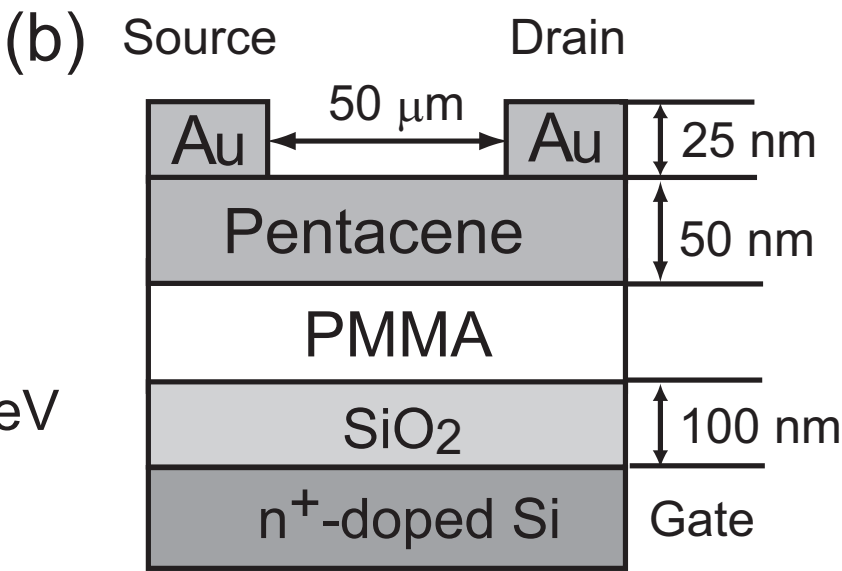 (b) Source Drain
50 μm
Au Au 25 nm
Pentacene 50 nm
PMMA
eV
SiO2 100 nm
n+-doped Si Gate